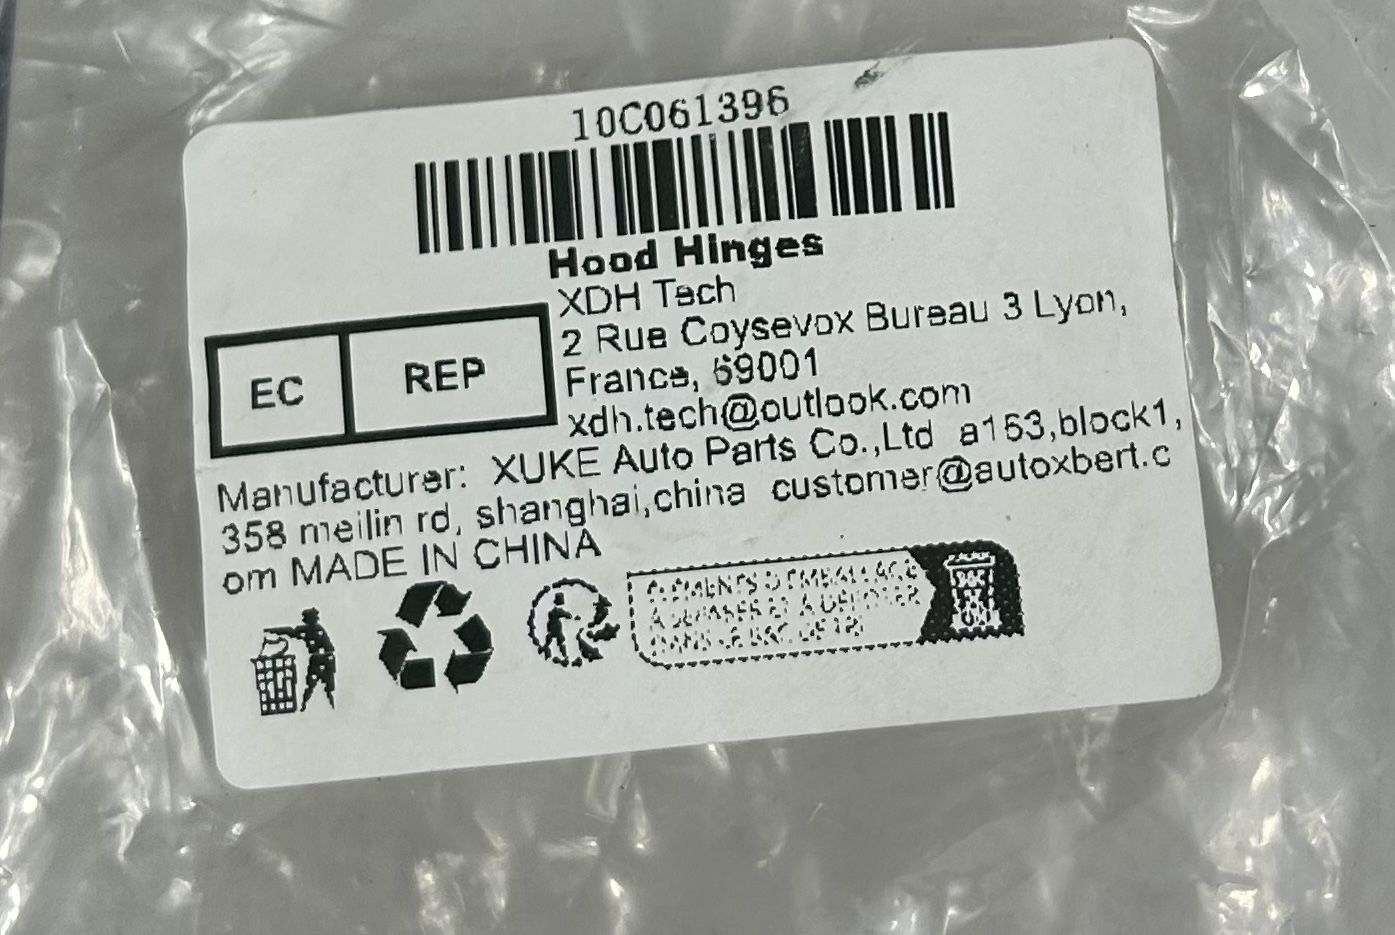 10C061396
Hood Hinges
XDH Tech
2 Rue Coysevox Bureau 3 Lyon,
France, 69001
xdh.tech@outlook.com
EC REP
Manufacturer: XUKE Auto Parts Co.,Ltd a163,block1,
358 meilin rd, shanghai,china customer@autoxbert.c
om MADE IN CHINA